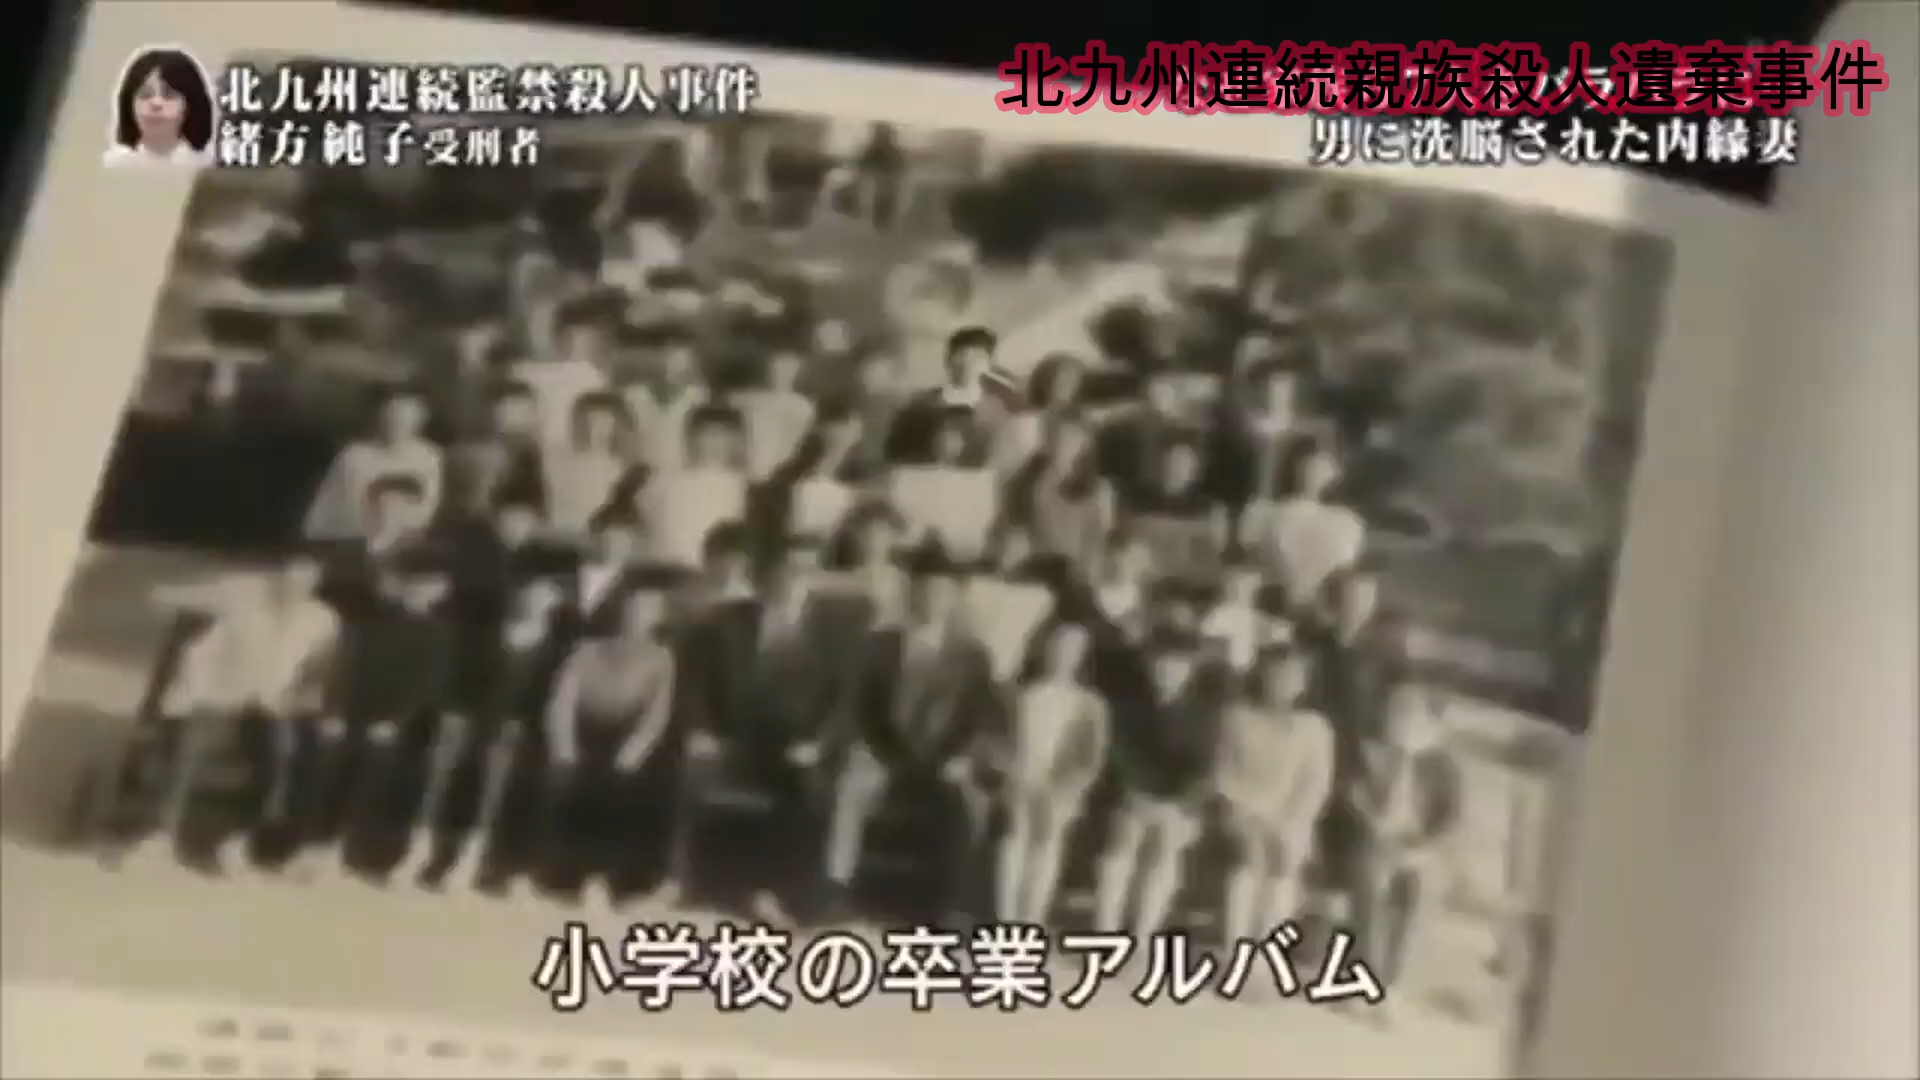 北九州連続監禁殺人事件
緒方純子受刑者
北九州連続親族殺人遺棄事件
男に洗脳された内縁妻
小学校の卒業アルバム